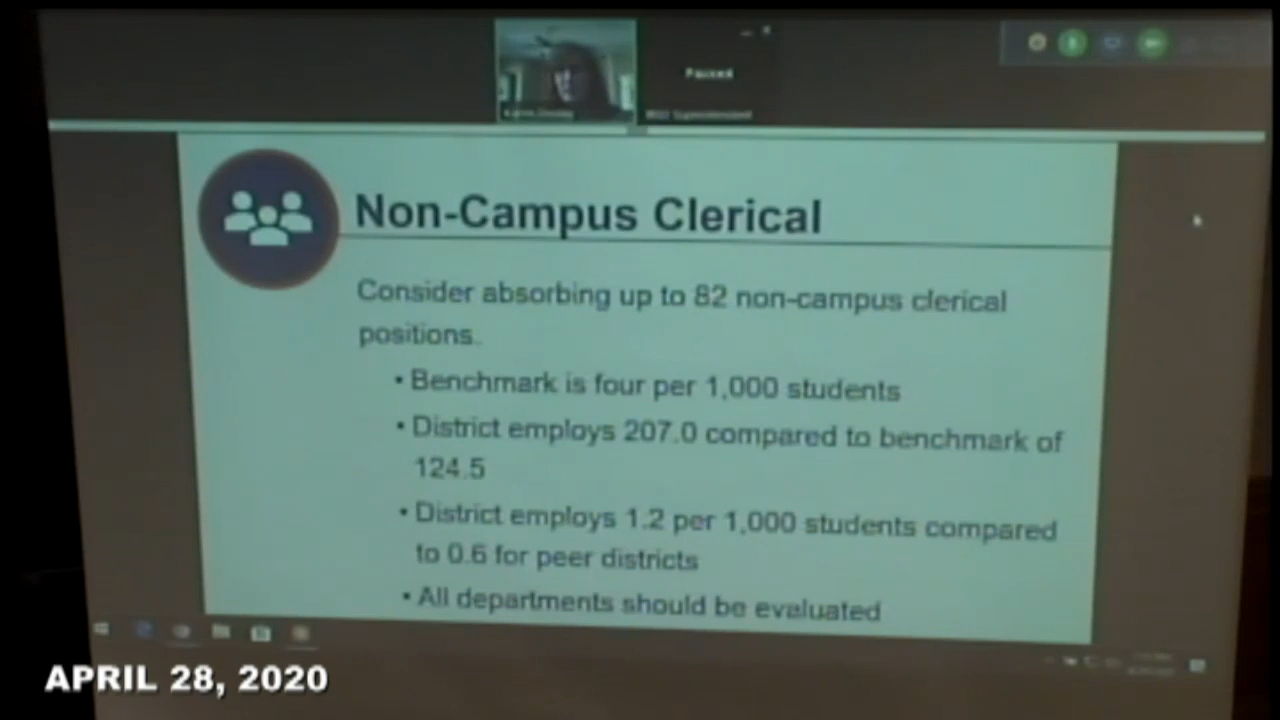 Paused
Non-Campus Clerical
Consider absorbing up to 82 non-campus clerical
positions.
• Benchmark is four per 1,000 students
• District employs 207.0 compared to benchmark of
124.5
• District employs 1.2 per 1,000 students compared
to 0.6 for peer districts
• All departments should be evaluated
APRIL 28, 2020